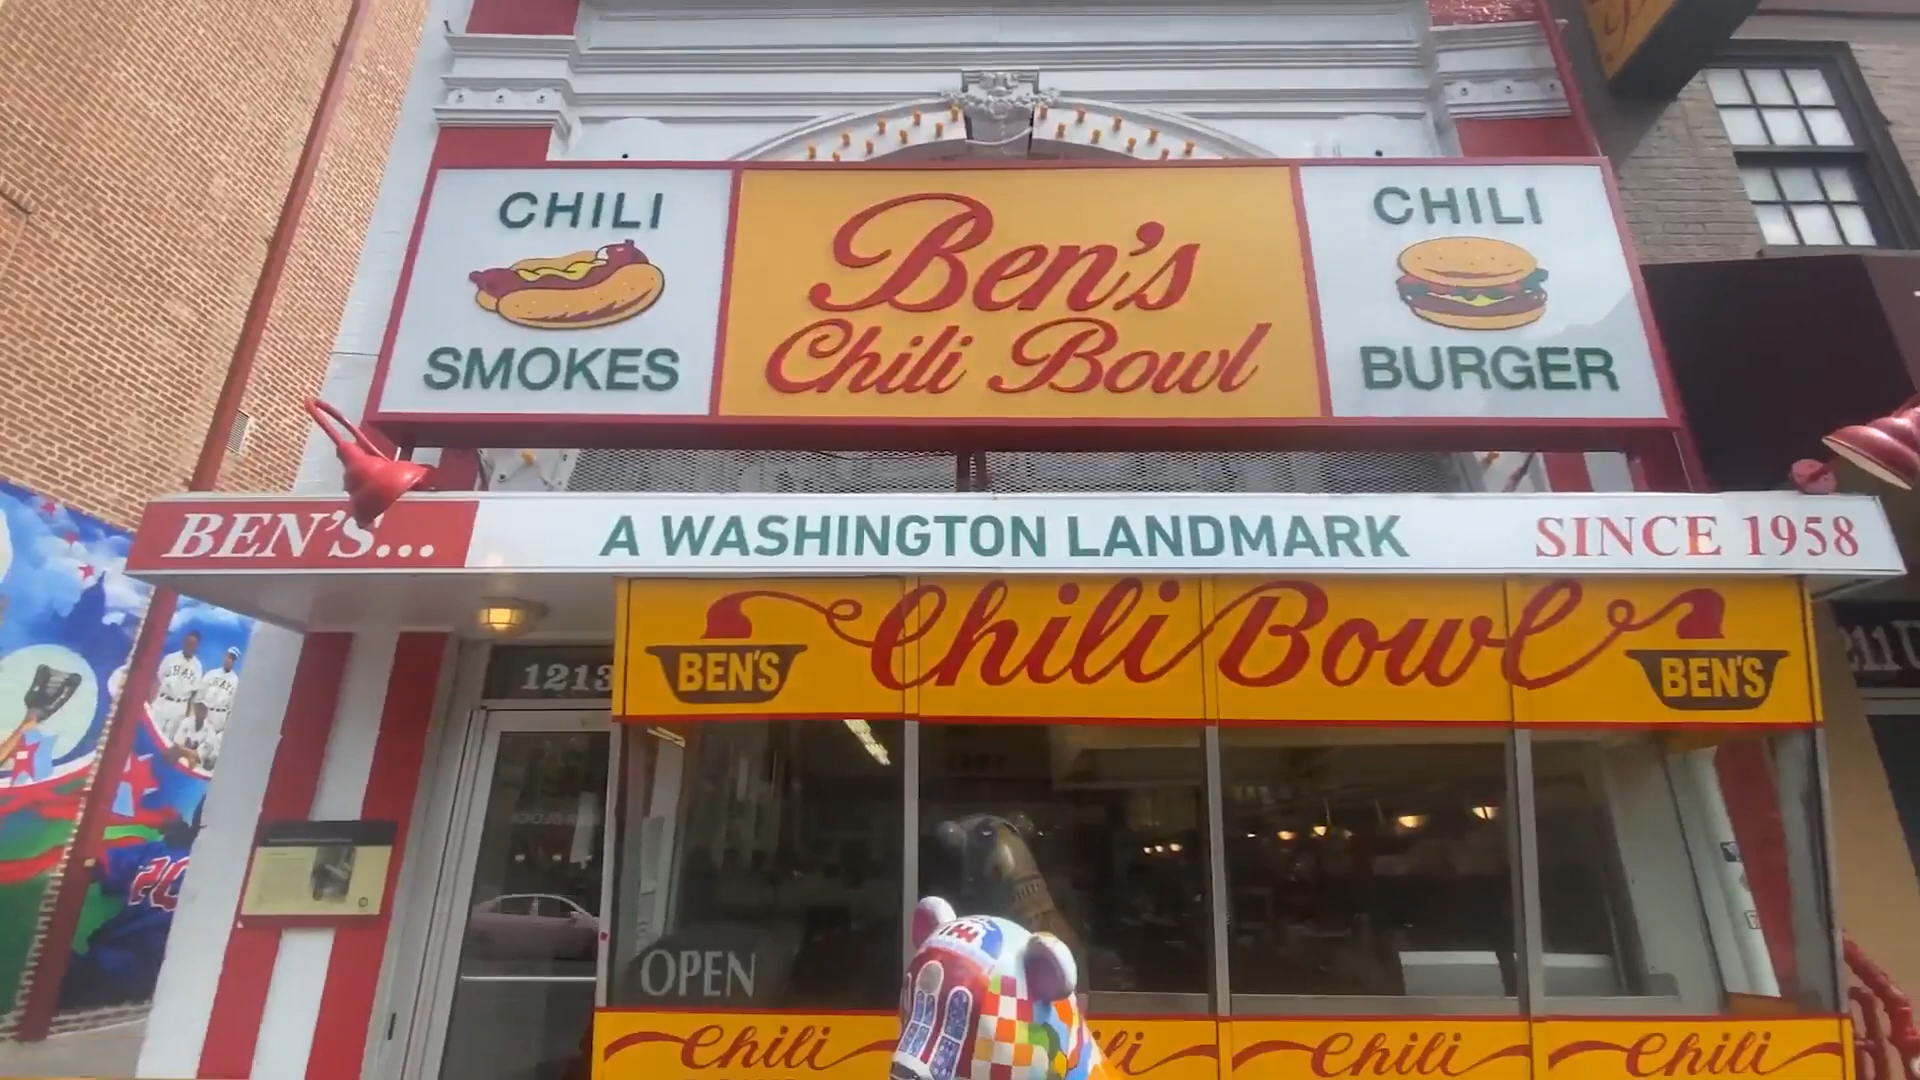 CHILI
SMOKES
Ben's
Chili Bowl
CHILI
BURGER
BEN'S...
A WASHINGTON LANDMARK
SINCE 1958
BEN'S
Chili Bowl
BEN'S
1213
GRAYS
OPEN
Chili
Chili
Chili